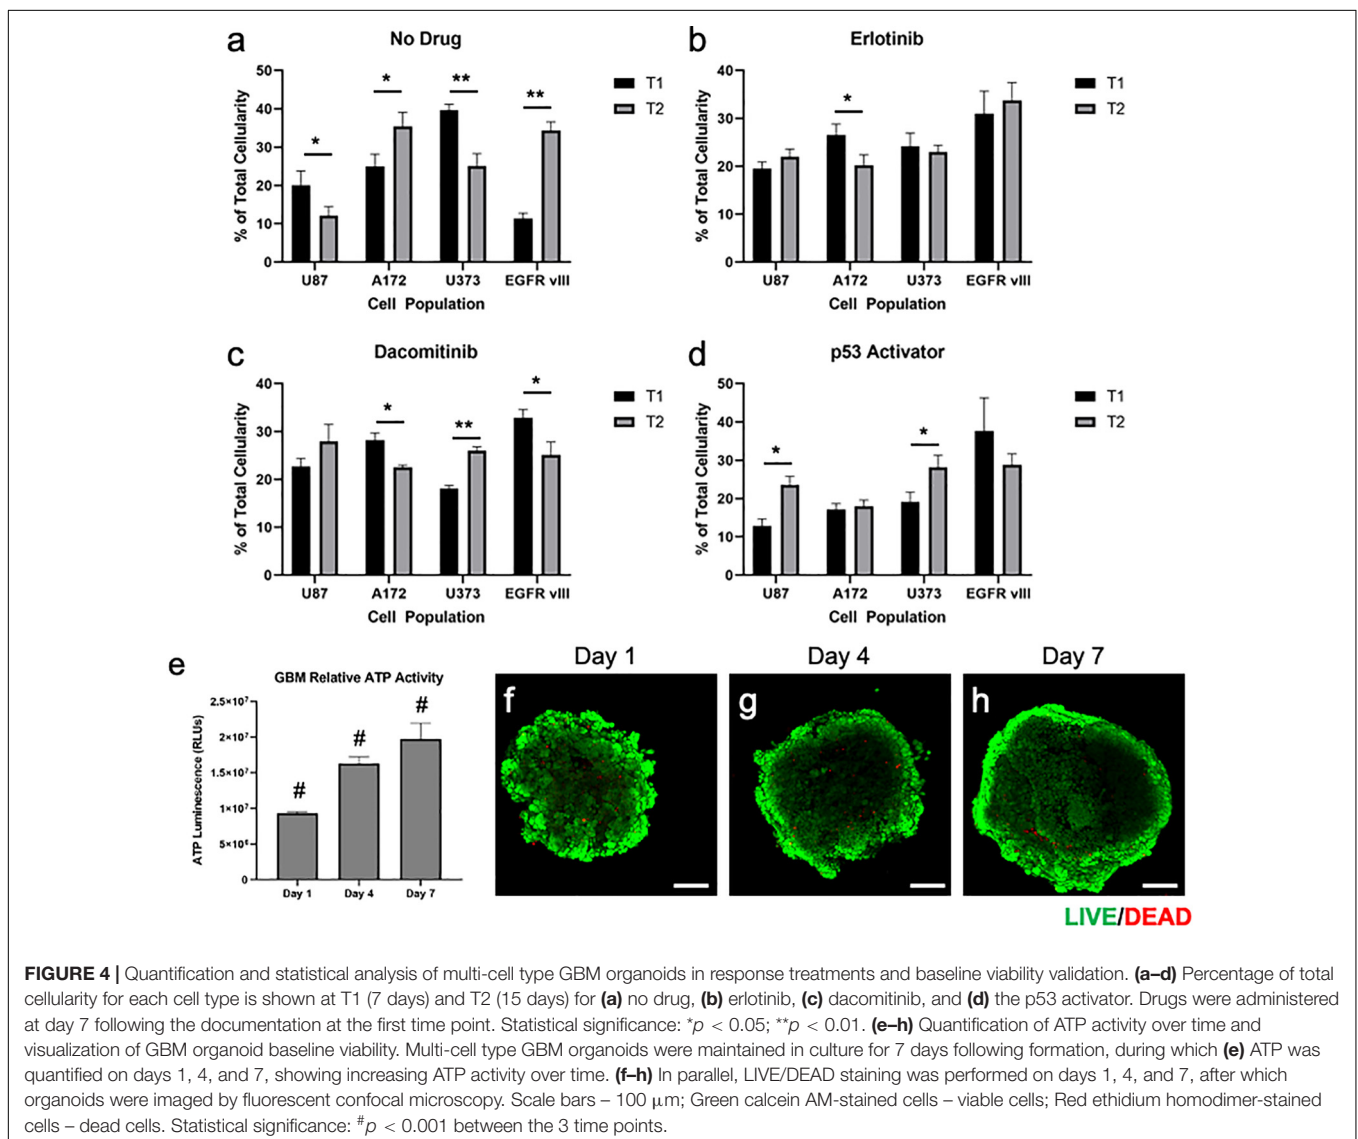 a
No Drug
50
40
30
20
10
0
% of Total Cellularity
*
*
**
**
T1
T2
U87
A172
U373
EGFR vIII
Cell Population
b
Erlotinib
40
30
20
10
0
% of Total Cellularity
*
T1
T2
U87
A172
U373
EGFR vIII
Cell Population
c
Dacomitinib
40
30
20
10
0
% of Total Cellularity
*
**
*
T1
T2
U87
A172
U373
EGFR vIII
Cell Population
d
p53 Activator
50
40
30
20
10
0
% of Total Cellularity
*
*
T1
T2
U87
A172
U373
EGFR vIII
Cell Population
e
GBM Relative ATP Activity
2.5×10⁷
2×10⁷
1.5×10⁷
1×10⁷
5×10⁶
0
ATP Luminescence (RLUs)
#
#
#
Day 1
Day 4
Day 7
Day 1
Day 4
Day 7
f
g
h
LIVE/DEAD
FIGURE 4 | Quantification and statistical analysis of multi-cell type GBM organoids in response treatments and baseline viability validation. (a–d) Percentage of total
cellularity for each cell type is shown at T1 (7 days) and T2 (15 days) for (a) no drug, (b) erlotinib, (c) dacomitinib, and (d) the p53 activator. Drugs were administered
at day 7 following the documentation at the first time point. Statistical significance: *p < 0.05; **p < 0.01. (e–h) Quantification of ATP activity over time and
visualization of GBM organoid baseline viability. Multi-cell type GBM organoids were maintained in culture for 7 days following formation, during which (e) ATP was
quantified on days 1, 4, and 7, showing increasing ATP activity over time. (f–h) In parallel, LIVE/DEAD staining was performed on days 1, 4, and 7, after which
organoids were imaged by fluorescent confocal microscopy. Scale bars – 100 μm; Green calcein AM-stained cells – viable cells; Red ethidium homodimer-stained
cells – dead cells. Statistical significance: #p < 0.001 between the 3 time points.